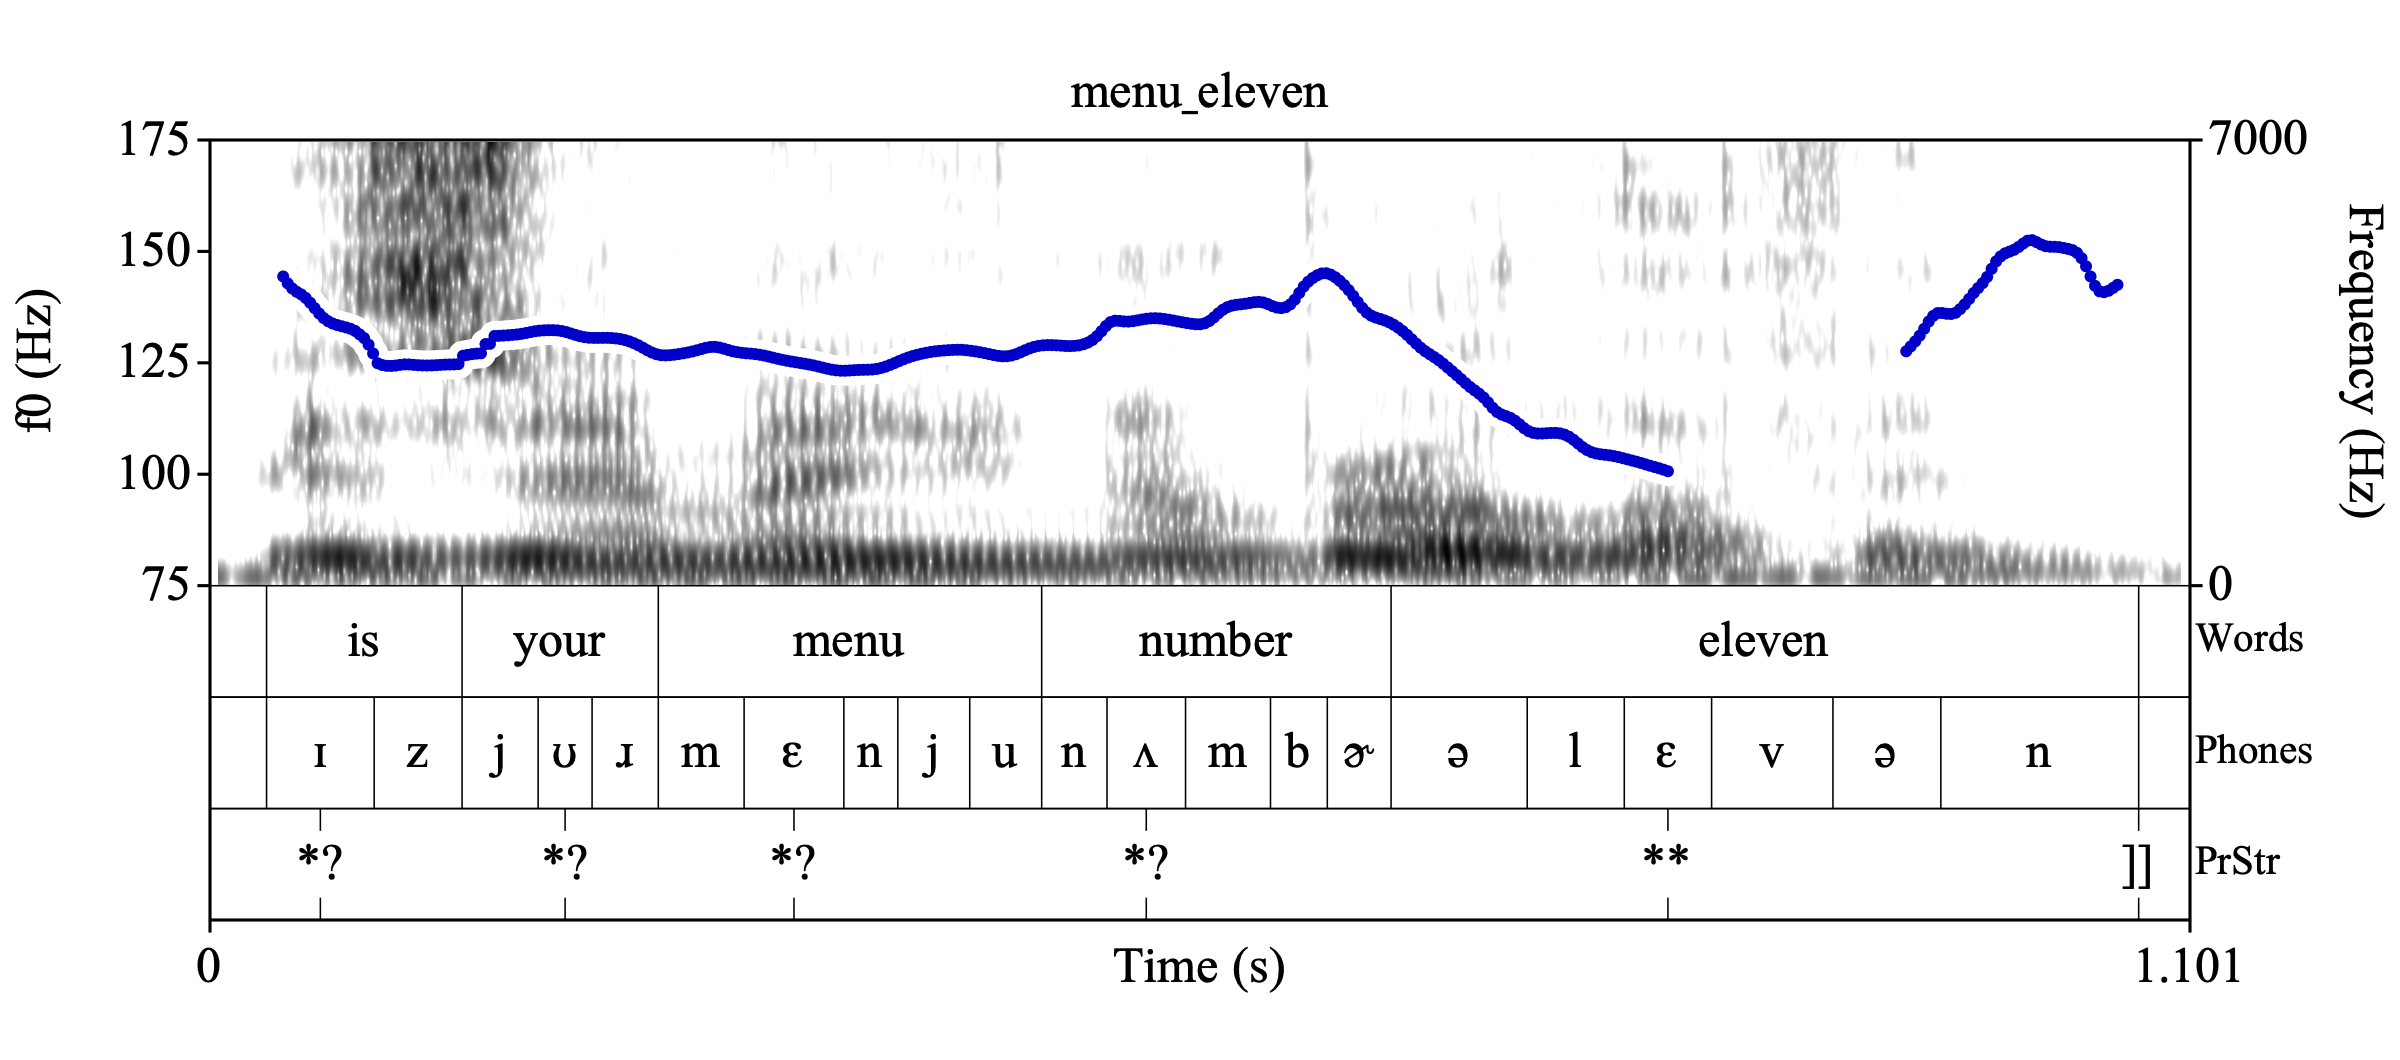 menu_eleven
175
150
125
100
75
f0 (Hz)
7000
0
Frequency (Hz)
is your menu number eleven Words
ɪ z j ʊ ɹ m ɛ n j u n ʌ m b ɚ ə l ɛ v ə n Phones
*? *? *? *? ** ]] PrStr
0 Time (s) 1.101